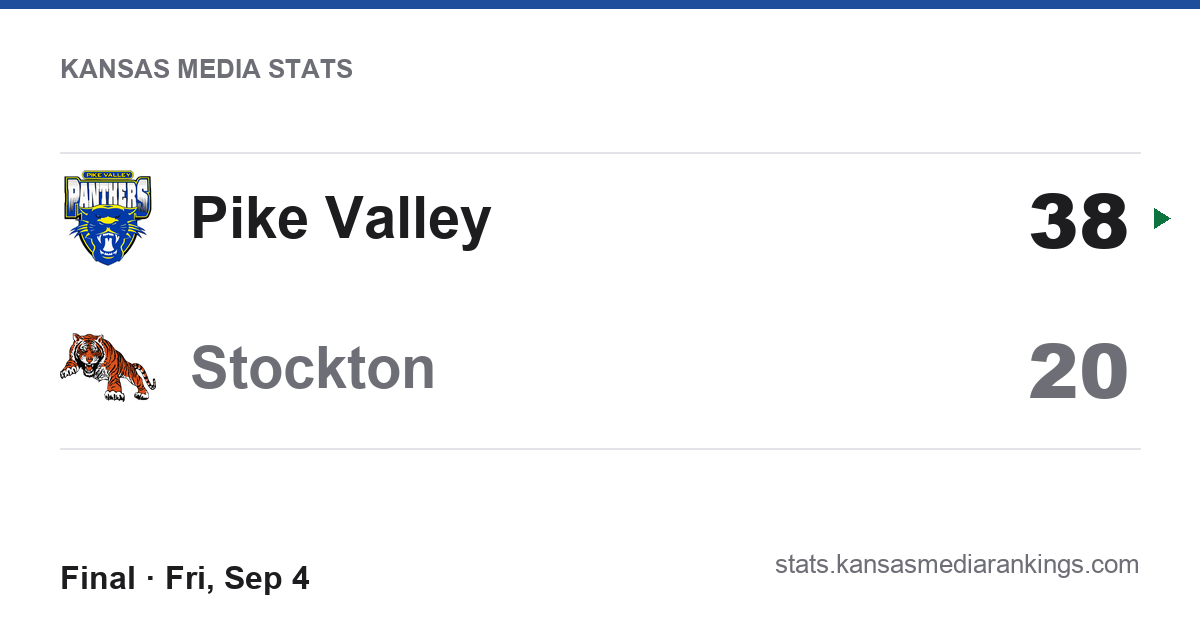 KANSAS MEDIA STATS
PIKE VALLEY
PANTHERS
Pike Valley 38
Stockton 20
Final · Fri, Sep 4
stats.kansasmediarankings.com